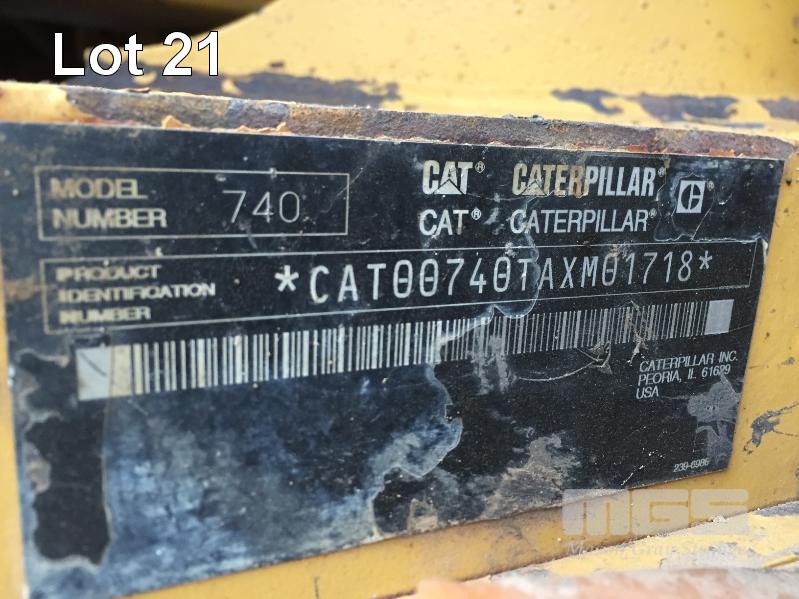 Lot 21
MODEL NUMBER 740
CAT® CATERPILLAR®
CAT® CATERPILLAR®
PRODUCT
IDENTIFICATION
NUMBER
*CAT00740TAXM01718*
CATERPILLAR INC.
PEORIA, IL 61629
USA
239-6986
MGS